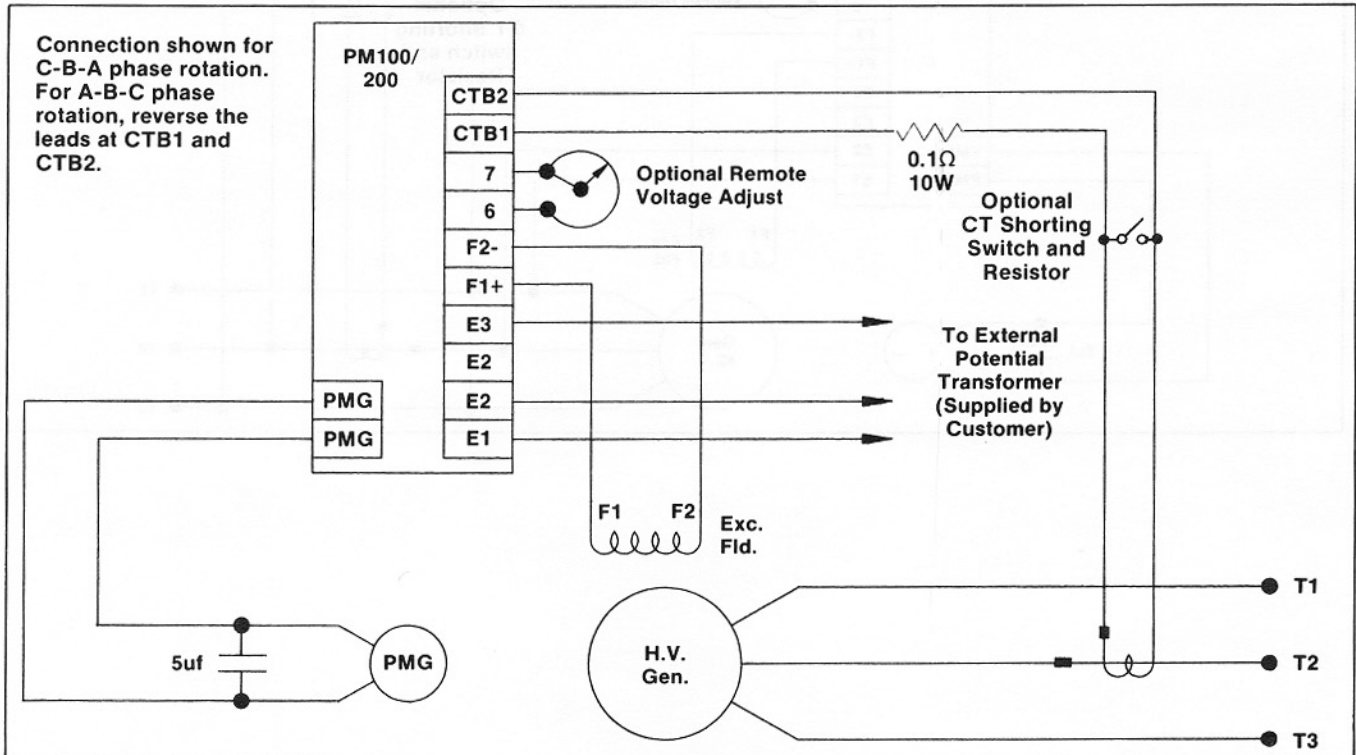 Connection shown for
C-B-A phase rotation.
For A-B-C phase
rotation, reverse the
leads at CTB1 and
CTB2.
PM100/
200
CTB2
CTB1
7
6
F2-
F1+
E3
E2
E2
E1
PMG
PMG
Optional Remote
Voltage Adjust
0.1Ω
10W
Optional
CT Shorting
Switch and
Resistor
To External
Potential
Transformer
(Supplied by
Customer)
F1 F2
Exc.
Fld.
5uf
PMG
H.V.
Gen.
T1
T2
T3